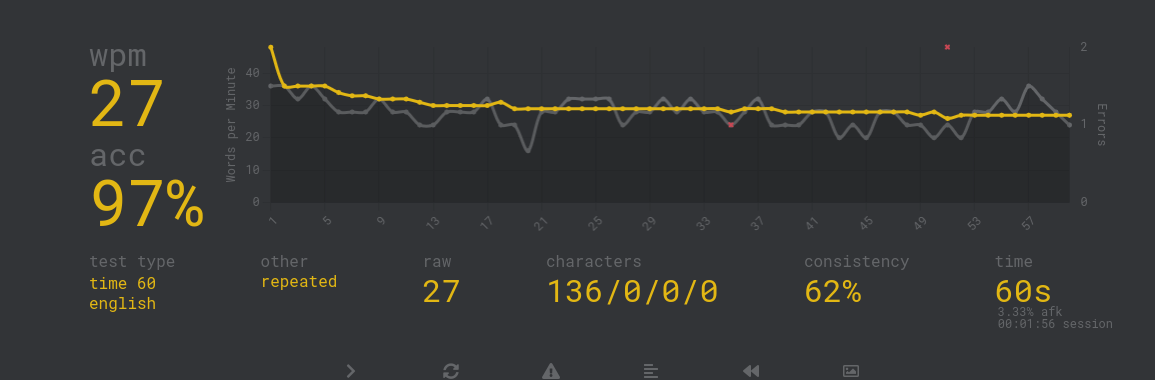 wpm
27
acc
97%
Words per Minute
40
30
20
10
0
2
1
0
Errors
1 5 9 13 17 21 25 29 33 37 41 45 49 53 57
test type
time 60
english
other
repeated
raw
27
characters
136/0/0/0
consistency
62%
time
60s
3.33% afk
00:01:56 session